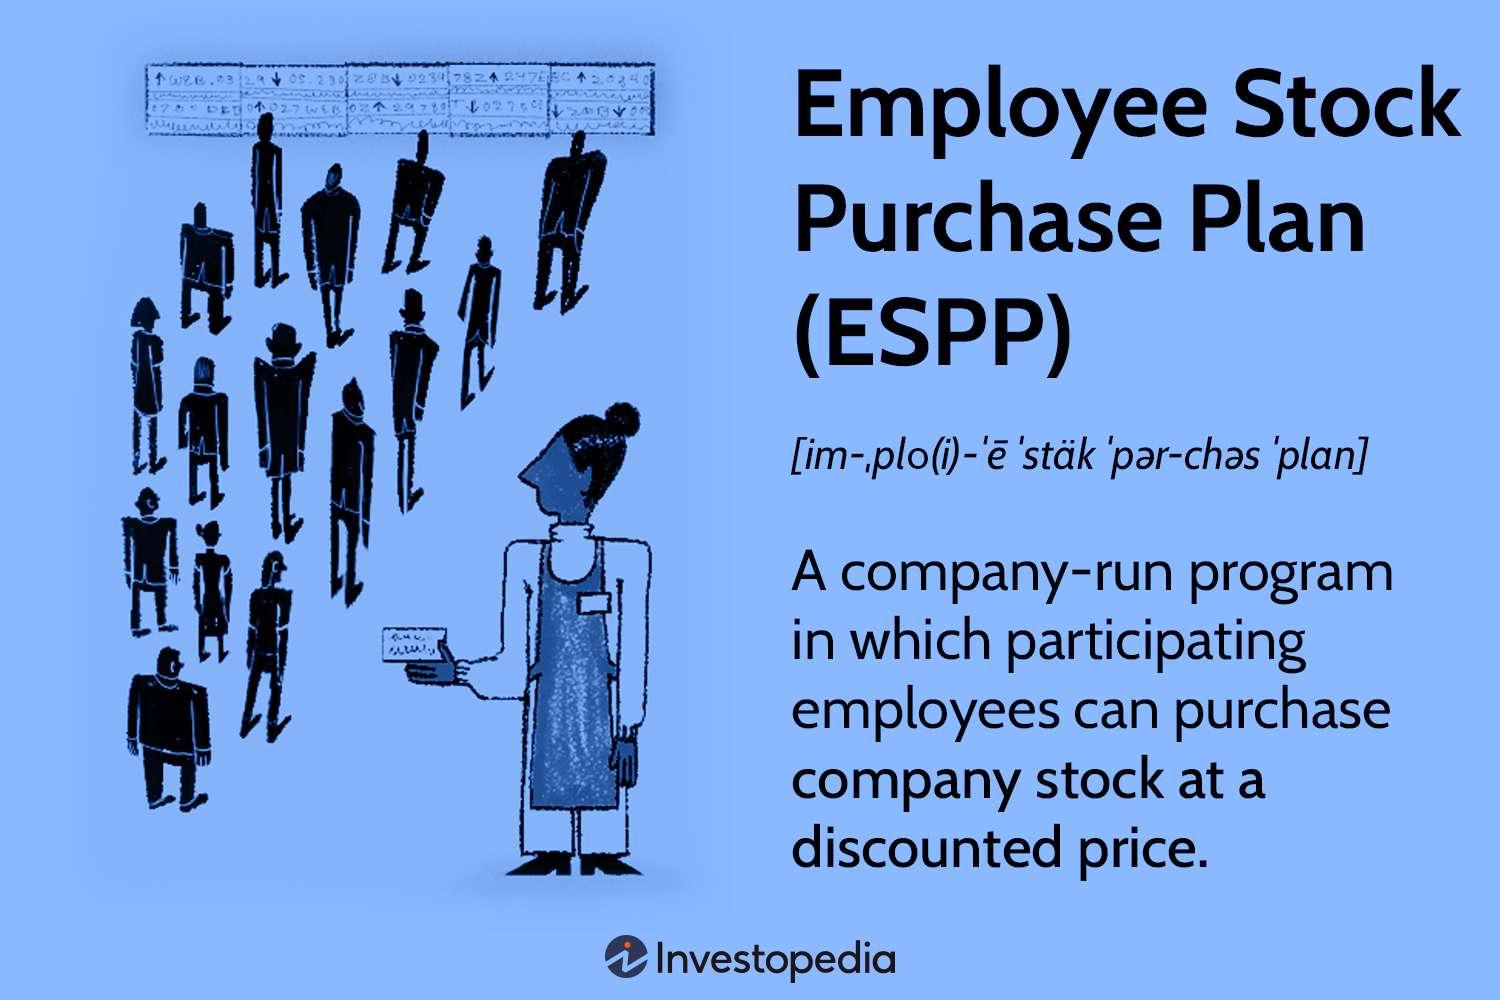 Employee Stock
Purchase Plan
(ESPP)
[im-ˌplo(i)-ˈē ˈstäk ˈpər-chəs ˈplan]
A company-run program
in which participating
employees can purchase
company stock at a
discounted price.
Investopedia